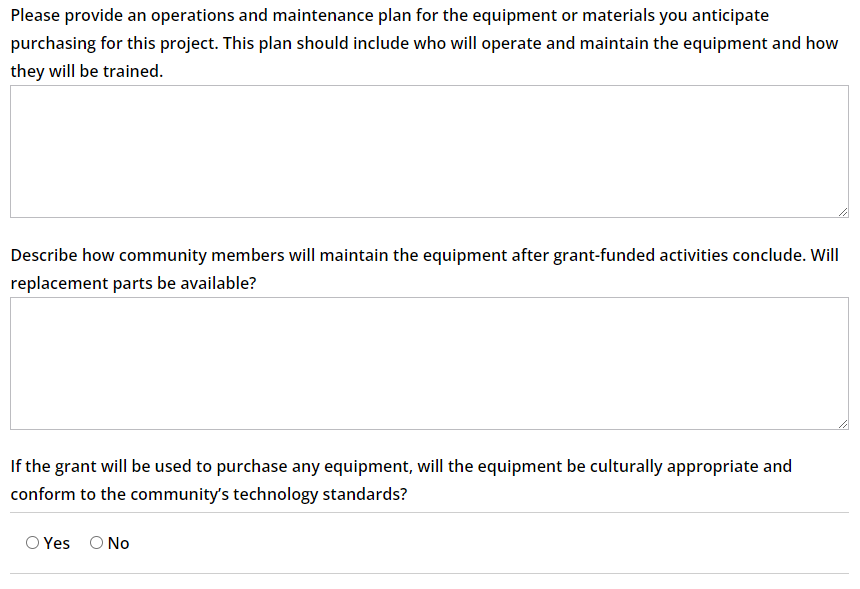 Please provide an operations and maintenance plan for the equipment or materials you anticipate
purchasing for this project. This plan should include who will operate and maintain the equipment and how
they will be trained.
Describe how community members will maintain the equipment after grant-funded activities conclude. Will
replacement parts be available?
If the grant will be used to purchase any equipment, will the equipment be culturally appropriate and
conform to the community’s technology standards?
Yes No